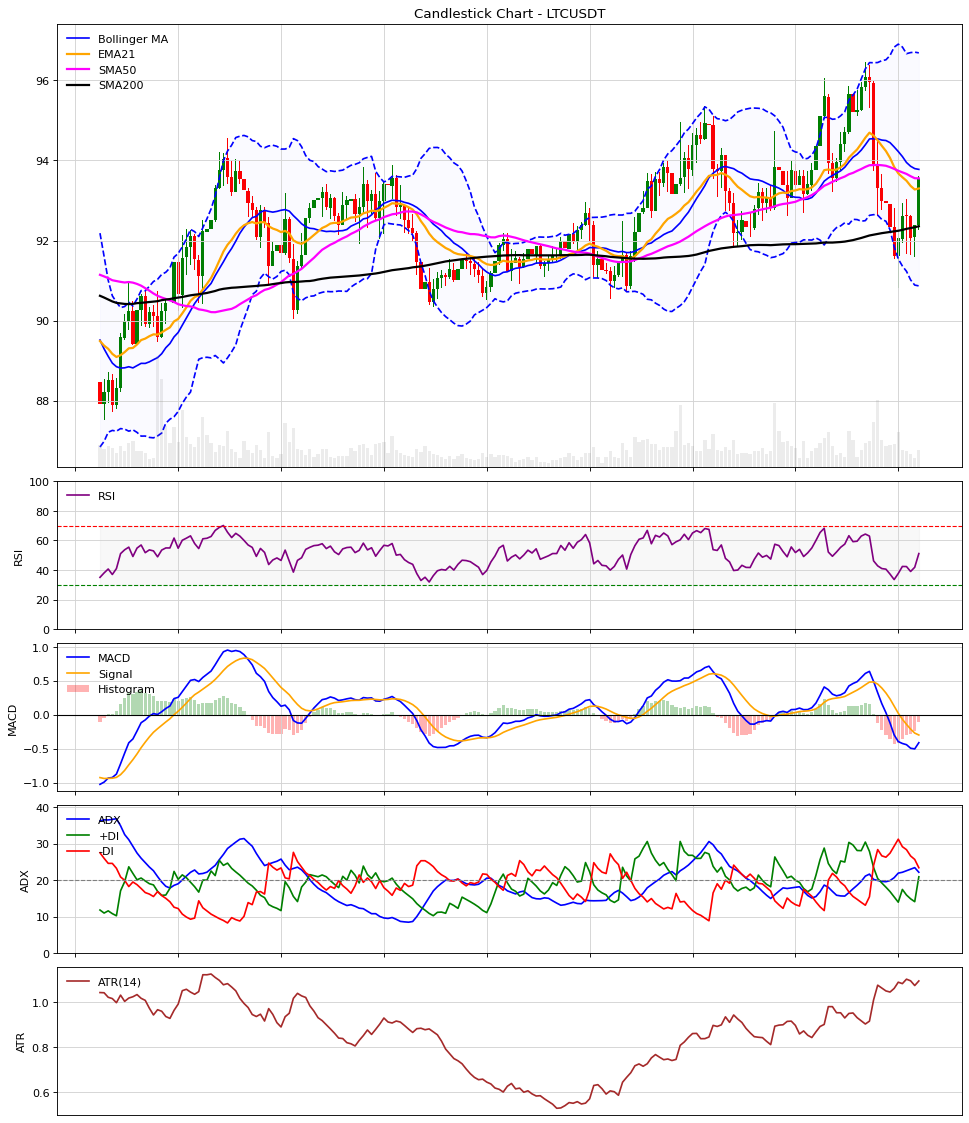 Candlestick Chart - LTCUSDT
Bollinger MA
EMA21
SMA50
SMA200
96
94
92
90
88
100
80
60
40
20
0
RSI
RSI
1.0
0.5
0.0
−0.5
−1.0
MACD
MACD
Signal
Histogram
40
30
20
10
0
ADX
ADX
+DI
-DI
1.0
0.8
0.6
ATR
ATR(14)